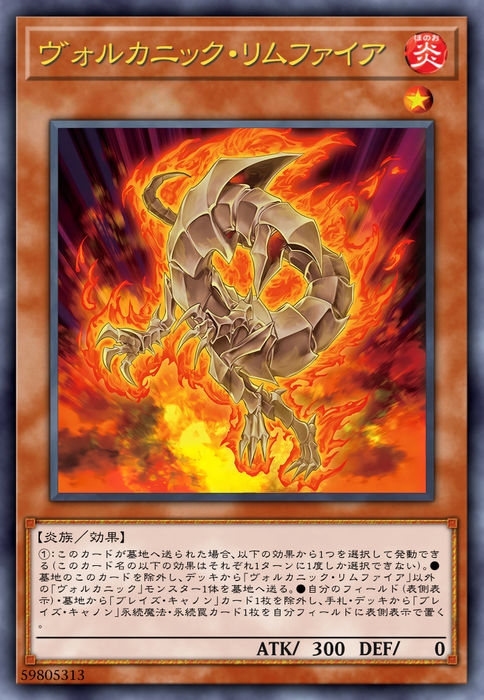 ヴォルカニック・リムファイア
ほのお
炎
【炎族／効果】
①：このカードが墓地へ送られた場合、以下の効果から1つを選択して発動でき
る（このカード名の以下の効果はそれぞれ1ターンに1度しか選択できない）。●
墓地のこのカードを除外し、デッキから「ヴォルカニック・リムファイア」以外
の「ヴォルカニック」モンスター1体を墓地へ送る。●自分のフィールド（表側表
示）・墓地から「ブレイズ・キャノン」カード1枚を除外し、手札・デッキから「ブレ
イズ・キャノン」永続魔法・永続罠カード1枚を自分フィールドに表側表示で置く
。
ATK/ 300 DEF/ 0
59805313